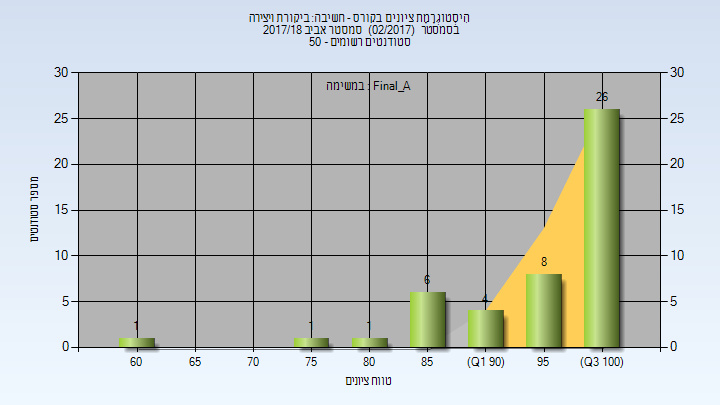 היסטוגרמת ציונים בקורס - חשיבה: ביקורת ויצירה
בסמסטר (02/2017) סמסטר אביב 2017/18
סטודנטים רשומים - 50
במשימה : Final_A
מספר סטודנטים
30 25 20 15 10 5 0
30 25 20 15 10 5 0
1 1 1 6 4 8 26
60 65 70 75 80 85 (Q1 90) 95 (Q3 100)
טווח ציונים